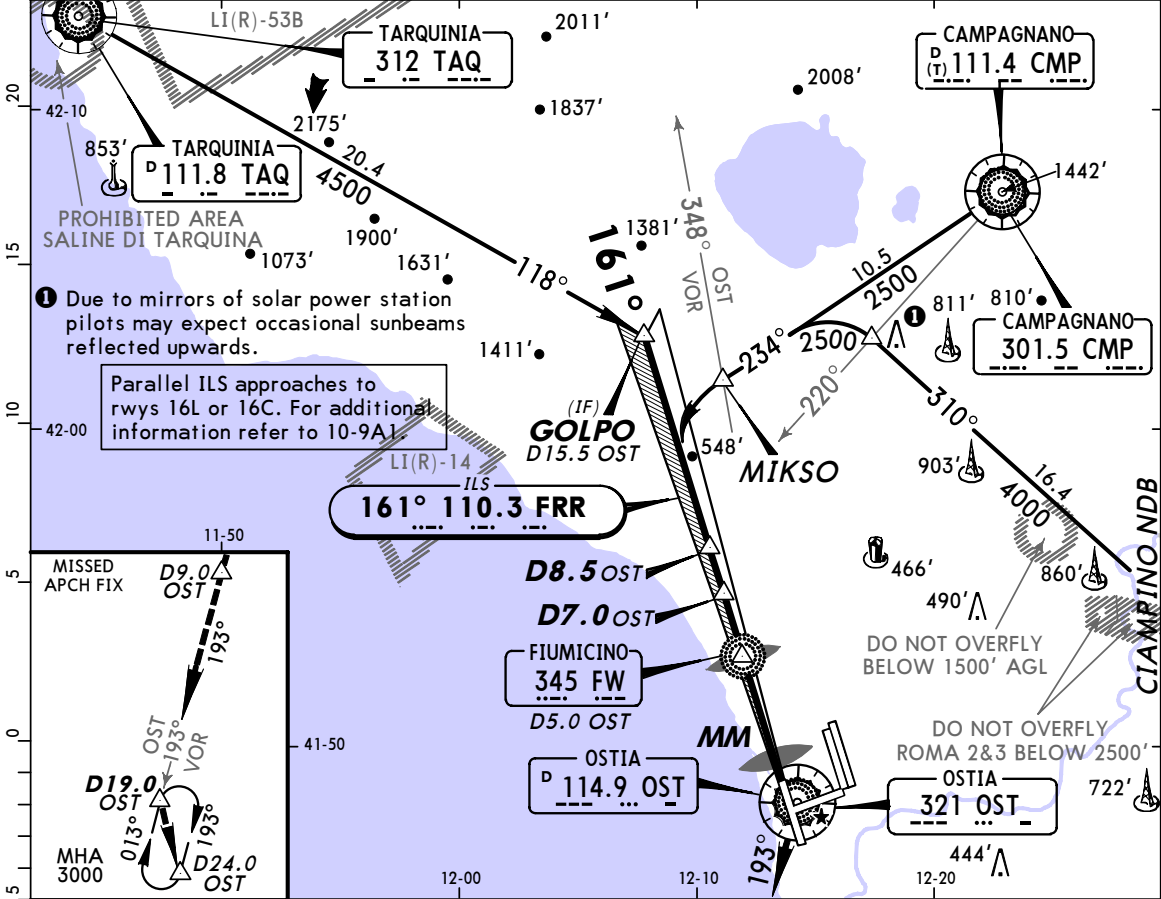 LI(R)-53B
TARQUINIA
312 TAQ
2011'
CAMPAGNANO
D
(T) 111.4 CMP
2008'
20
42-10
1837'
2175'
853'
TARQUINIA
D 111.8 TAQ
20.4
4500
1442'
PROHIBITED AREA
SALINE DI TARQUINA
1900'
348°
OST
VOR
161°
1381'
15
1073'
1631'
118°
10.5
2500
811'
810'
1 Due to mirrors of solar power station
pilots may expect occasional sunbeams
reflected upwards.
1
CAMPAGNANO
301.5 CMP
1411'
234°
2500
Parallel ILS approaches to
rwys 16L or 16C. For additional
information refer to 10-9A1.
220°
310°
10
42-00
(IF)
GOLPO
D15.5 OST
548'
MIKSO
903'
LI(R)-14
ILS
161° 110.3 FRR
16.4
4000
CIAMPINO NDB
11-50
MISSED
APCH FIX
D9.0
OST
5
D8.5 OST
466'
860'
D7.0 OST
490'
193°
FIUMICINO
345 FW
D5.0 OST
DO NOT OVERFLY
BELOW 1500' AGL
0
41-50
OST
193°
VOR
MM
DO NOT OVERFLY
ROMA 2&3 BELOW 2500'
D19.0
OST
OSTIA
D 114.9 OST
OSTIA
321 OST
722'
013°
193°
MHA
3000
D24.0
OST
193°
444'
5
12-00
12-10
12-20